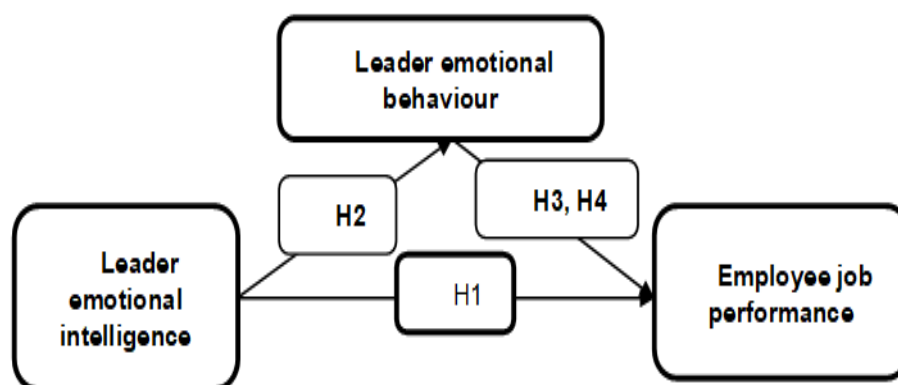 Leader emotional
behaviour
H2
H3, H4
Leader
emotional
intelligence
H1
Employee job
performance